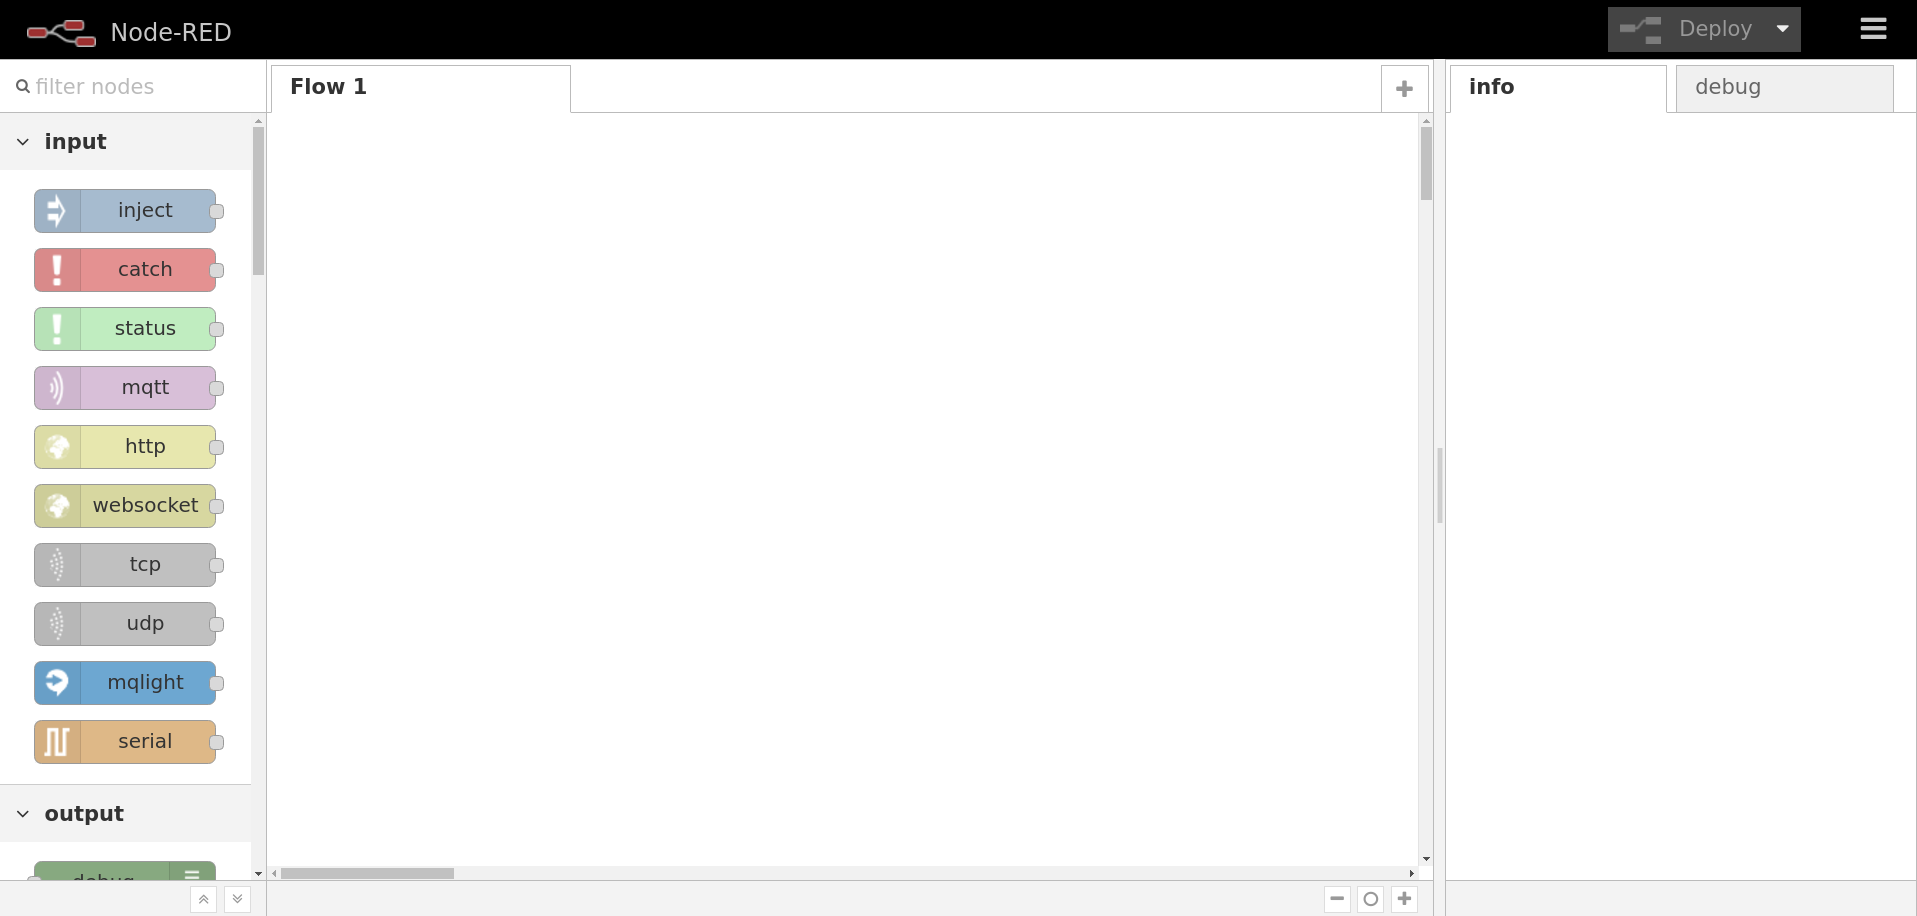 Node-RED
Deploy
filter nodes
Flow 1
info
debug
input
inject
catch
status
mqtt
http
websocket
tcp
udp
mqlight
serial
output
debug